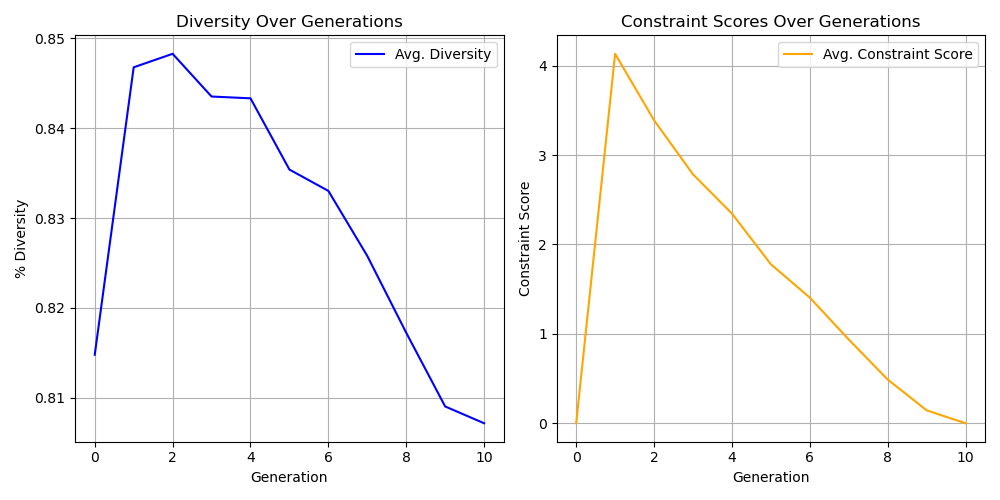 Diversity Over Generations
Avg. Diversity
% Diversity
0.85
0.84
0.83
0.82
0.81
0 2 4 6 8 10
Generation
Constraint Scores Over Generations
Avg. Constraint Score
Constraint Score
4
3
2
1
0
0 2 4 6 8 10
Generation